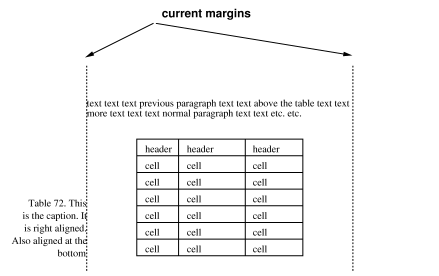 current margins
text text text previous paragraph text text above the table text text
more text text text normal paragraph text text etc. etc.
header header header
cell cell cell
cell cell cell
cell cell cell
cell cell cell
cell cell cell
cell cell cell
Table 72. This
is the caption. It
is right aligned.
Also aligned at the
bottom